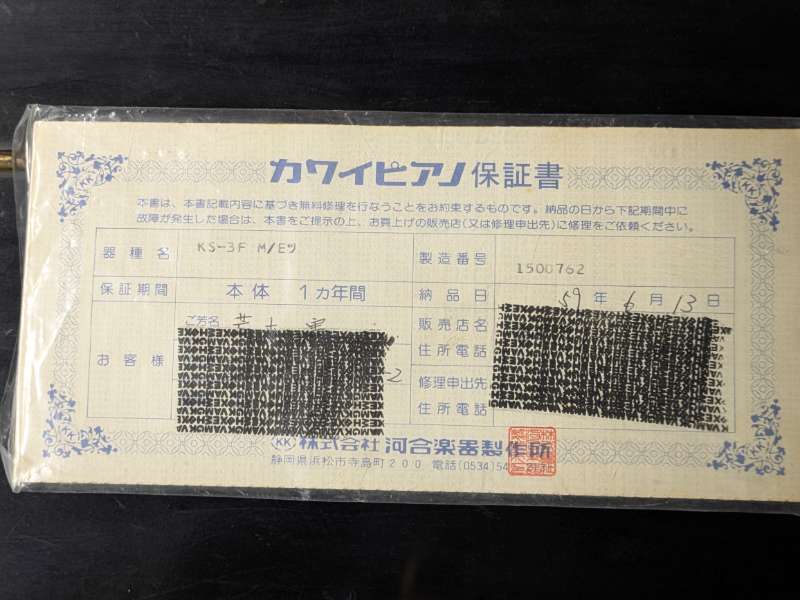 カワイピアノ保証書
本書は、本書記載内容に基づき無料修理を行なうことをお約束するものです。納品の日から下記期間中に
故障が発生した場合は、本書をご提示の上、お買上げの販売店(又は修理申出先)に修理をご依頼ください。
器種名 KS-3F M/Eツ 製造番号 1500762
保証期間 本体 1カ年間 納品日 59年6月13日
お客様 ご芳名
販売店名
住所電話
修理申出先
住所電話
KK 株式会社 河合楽器製作所
静岡県浜松市寺島町200 電話(0534)54